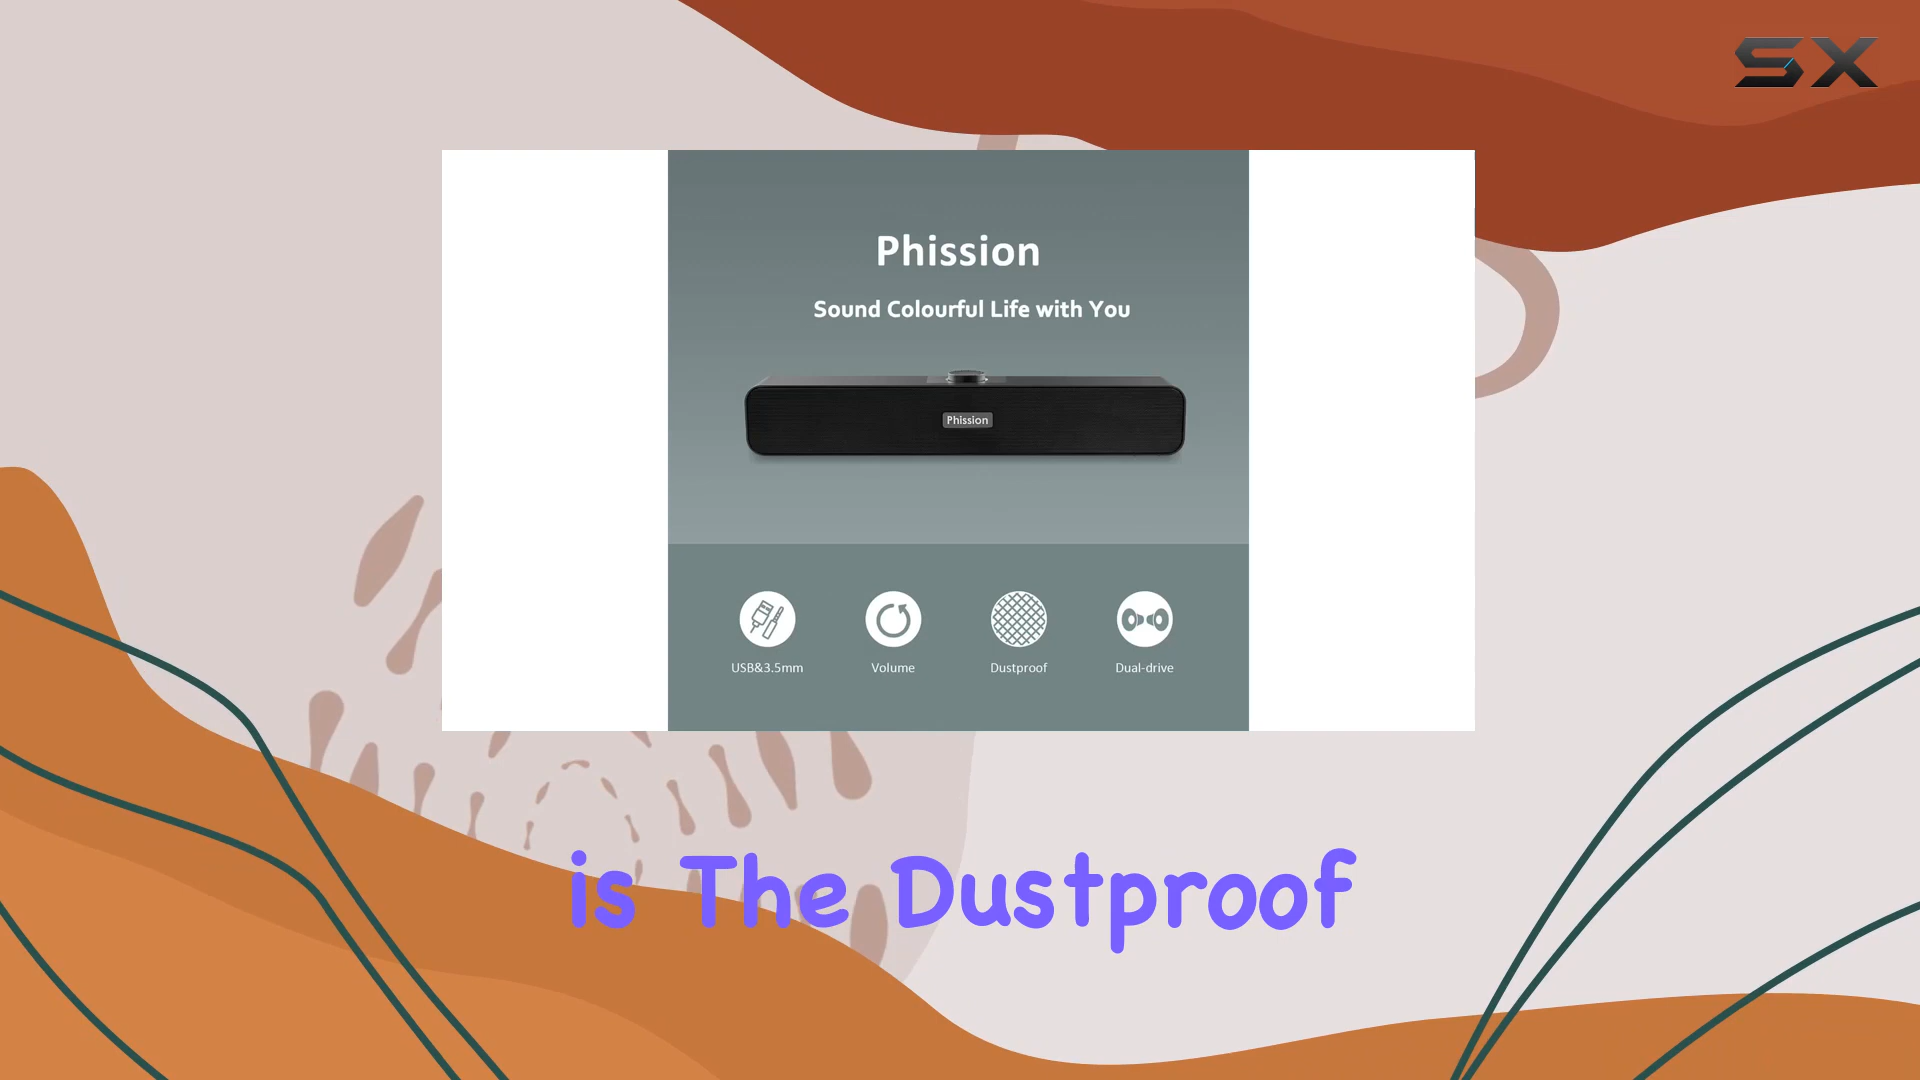 SX
Phission
Sound Colourful Life with You
Phission
USB&3.5mm
Volume
Dustproof
Dual-drive
is The Dustproof